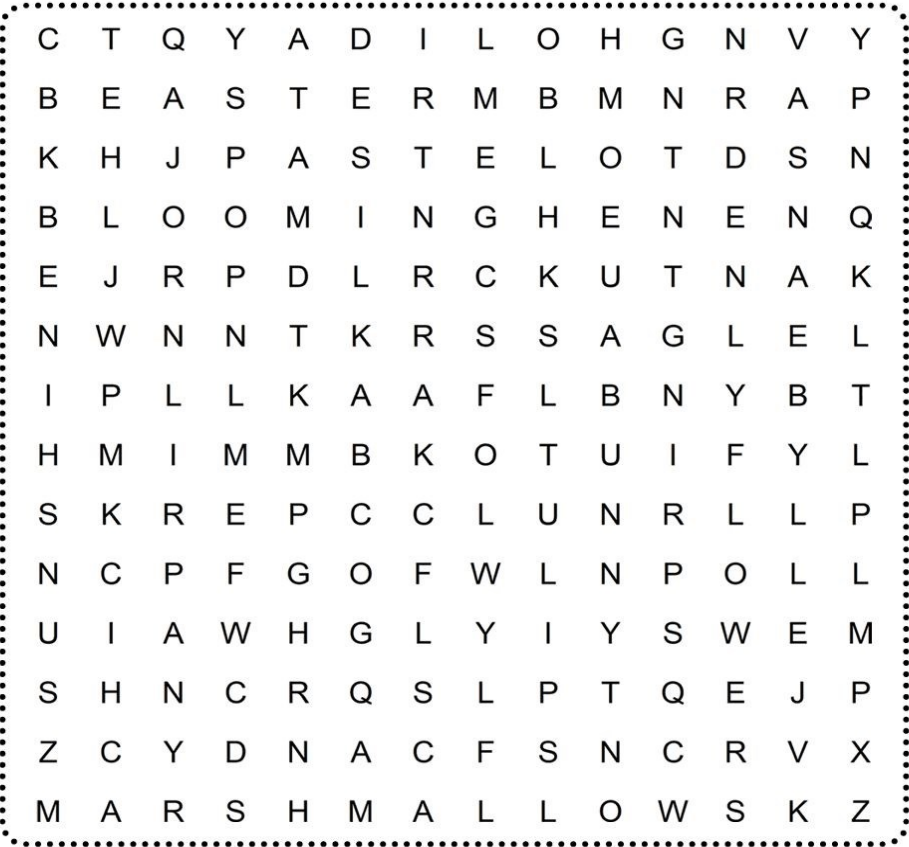 C T Q Y A D I L O H G N V Y
B E A S T E R M B M N R A P
K H J P A S T E L O T D S N
B L O O M I N G H E N E N Q
E J R P D L R C K U T N A K
N W N N T K R S S A G L E L
I P L L K A A F L B N Y B T
H M I M M B K O T U I F Y L
S K R E P C C L U N R L L P
N C P F G O F W L N P O L L
U I A W H G L Y I Y S W E M
S H N C R Q S L P T Q E J P
Z C Y D N A C F S N C R V X
M A R S H M A L L O W S K Z